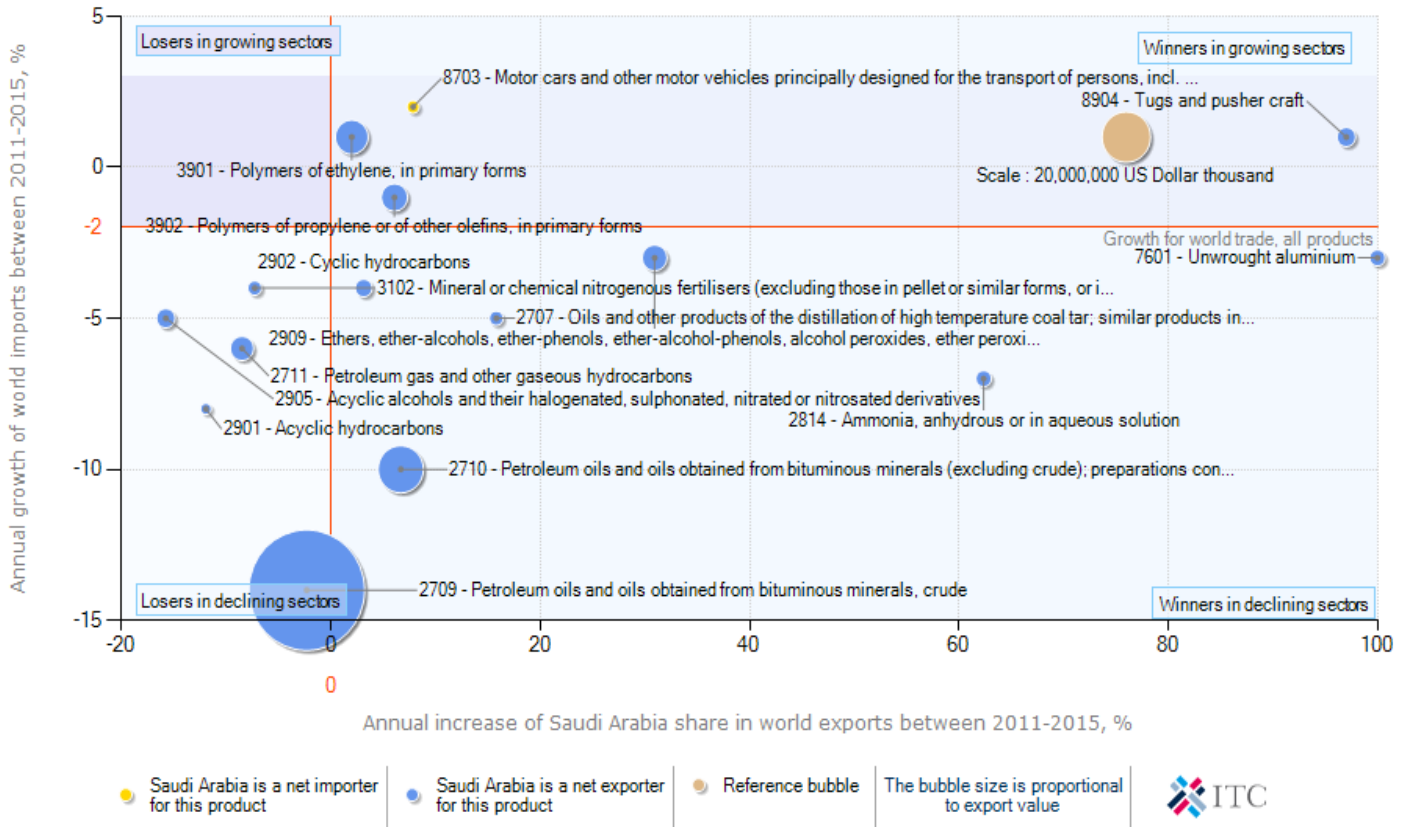 Annual growth of world imports between 2011-2015, %
5
0
-2
-5
-10
-15
Losers in growing sectors
Winners in growing sectors
8703 - Motor cars and other motor vehicles principally designed for the transport of persons, incl. ...
8904 - Tugs and pusher craft
3901 - Polymers of ethylene, in primary forms
Scale : 20,000,000 US Dollar thousand
3902 - Polymers of propylene or of other olefins, in primary forms
Growth for world trade, all products
7601 - Unwrought aluminium
2902 - Cyclic hydrocarbons
3102 - Mineral or chemical nitrogenous fertilisers (excluding those in pellet or similar forms, or i...
2707 - Oils and other products of the distillation of high temperature coal tar; similar products in...
2909 - Ethers, ether-alcohols, ether-phenols, ether-alcohol-phenols, alcohol peroxides, ether peroxi...
2711 - Petroleum gas and other gaseous hydrocarbons
2905 - Acyclic alcohols and their halogenated, sulphonated, nitrated or nitrosated derivatives
2814 - Ammonia, anhydrous or in aqueous solution
2901 - Acyclic hydrocarbons
2710 - Petroleum oils and oils obtained from bituminous minerals (excluding crude); preparations con...
2709 - Petroleum oils and oils obtained from bituminous minerals, crude
Losers in declining sectors
Winners in declining sectors
-20 0 20 40 60 80 100
0
Annual increase of Saudi Arabia share in world exports between 2011-2015, %
Saudi Arabia is a net importer
for this product
Saudi Arabia is a net exporter
for this product
Reference bubble
The bubble size is proportional
to export value
ITC